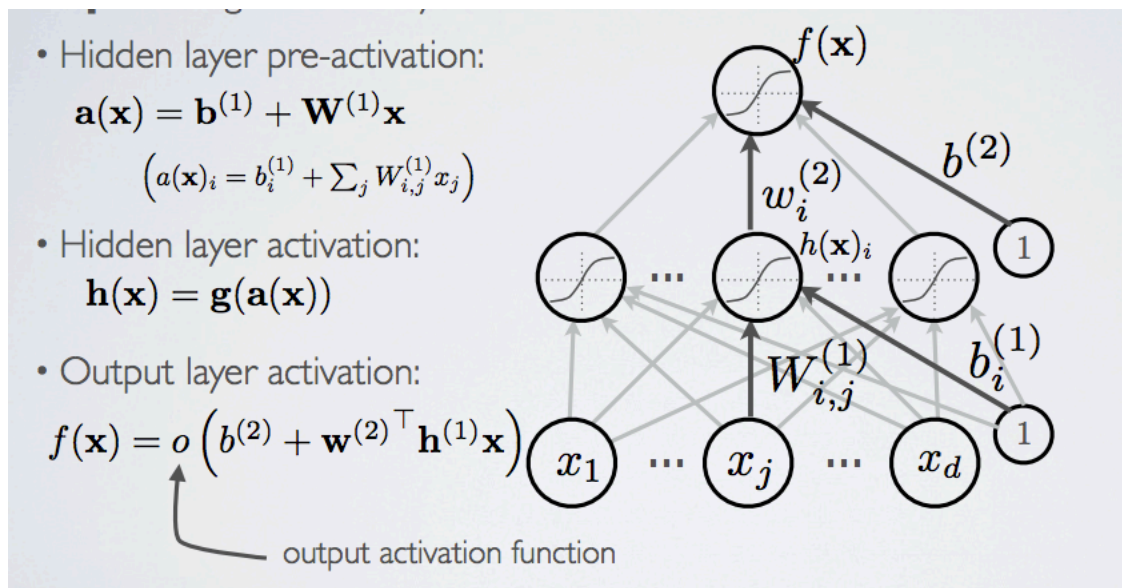 • Hidden layer pre-activation:
a(x) = b^(1) + W^(1)x
(a(x)_i = b_i^(1) + ∑_j W_{i,j}^(1) x_j)
• Hidden layer activation:
h(x) = g(a(x))
• Output layer activation:
f(x) = o(b^(2) + w^(2)⊤ h^(1)x)
output activation function
f(x)
b^(2)
w_i^(2)
1
h(x)_i
... ...
W_{i,j}^(1)
b_i^(1)
1
x_1 ... x_j ... x_d